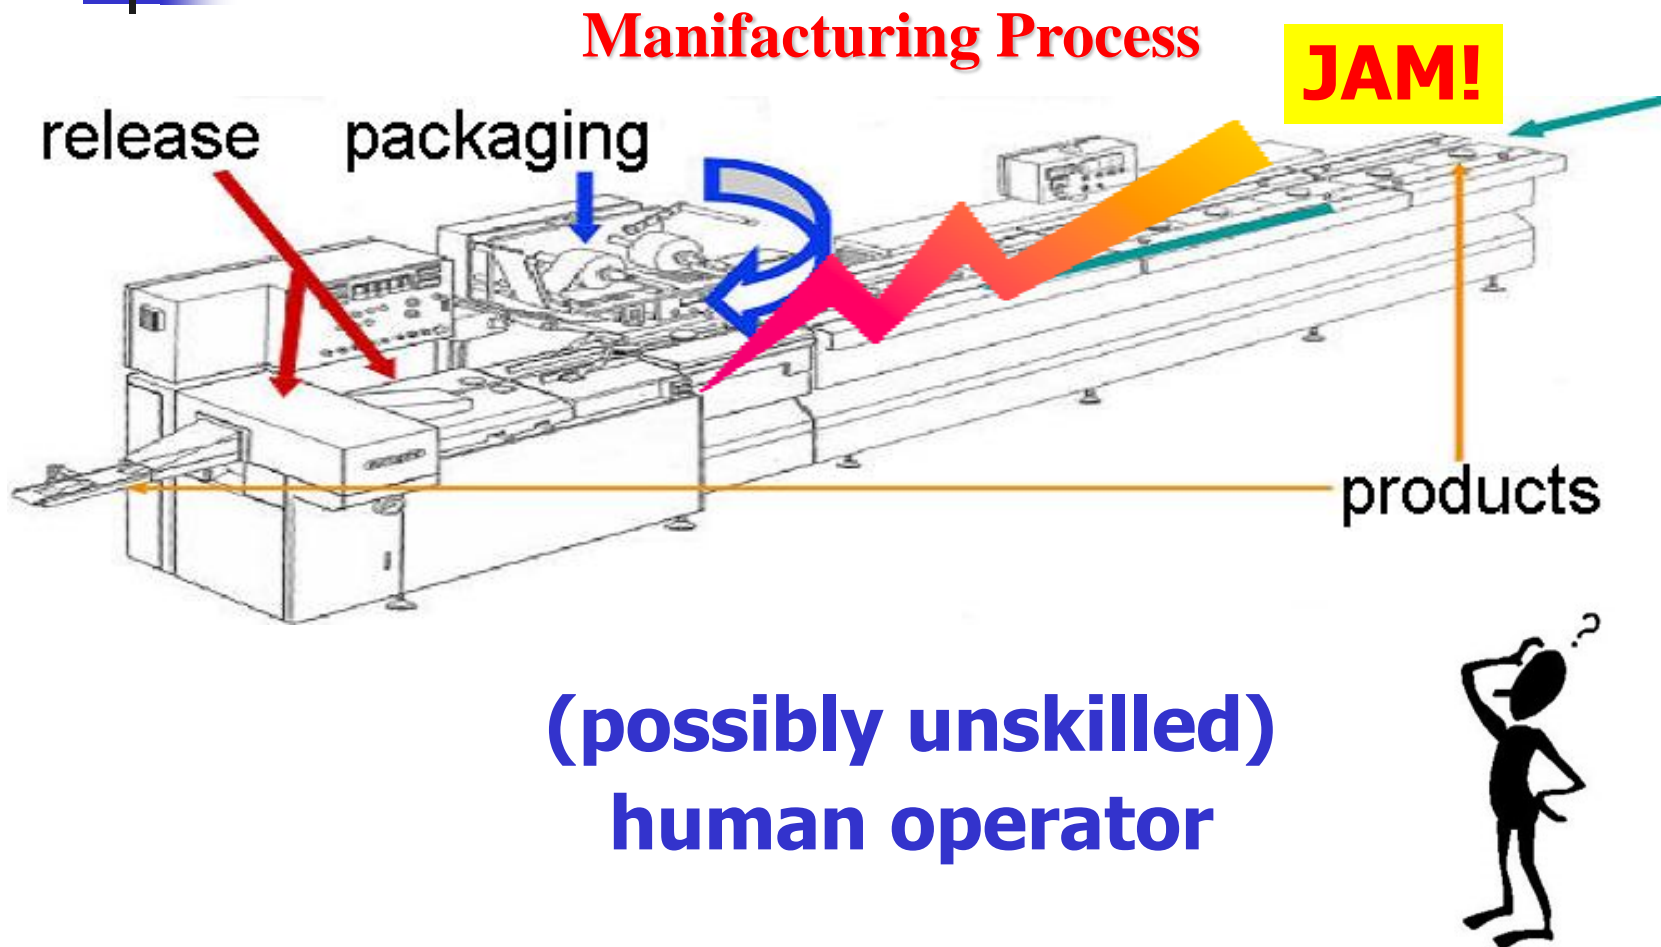 Manifacturing Process
JAM!
release
packaging
products
?
(possibly unskilled)
human operator